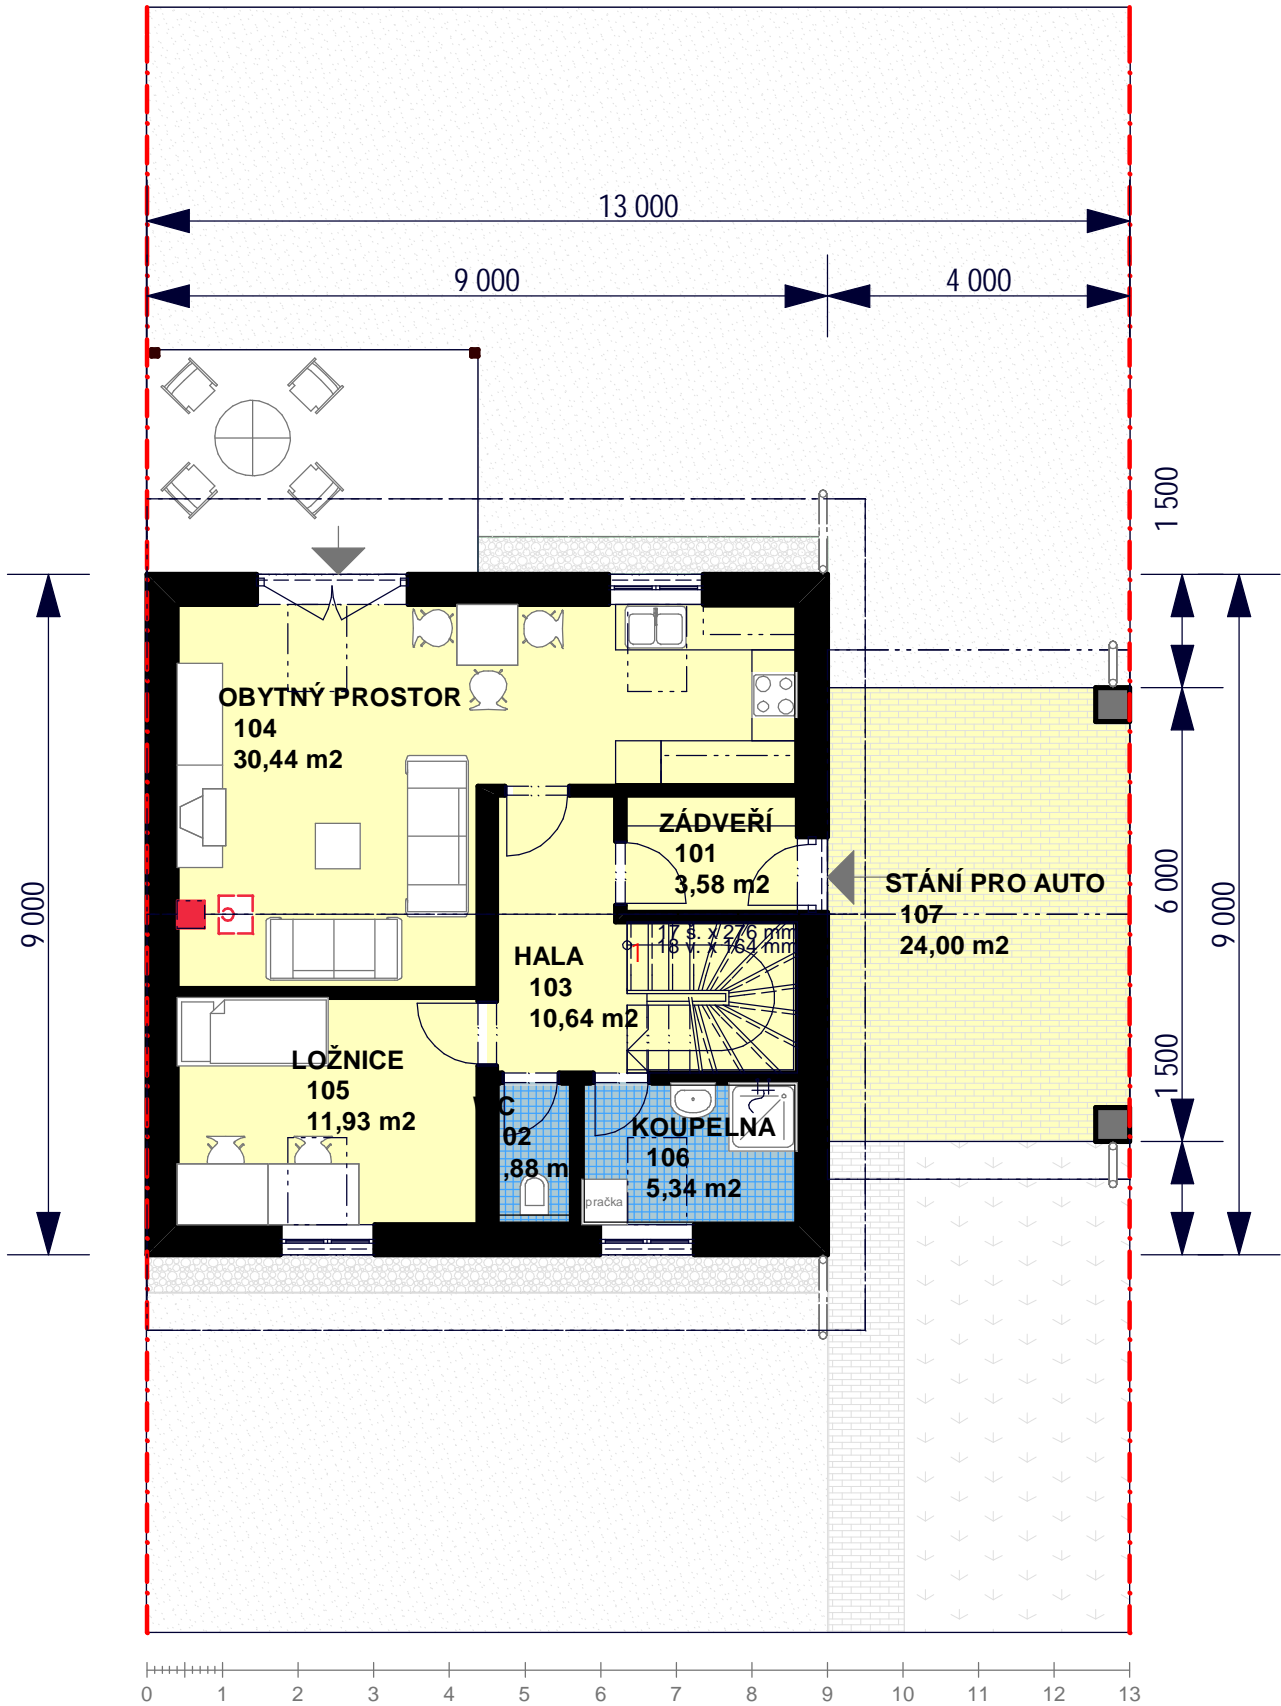 13 000
9 000
4 000
1 500
OBYTNÝ PROSTOR
104
30,44 m2
ZÁDVEŘÍ
101
3,58 m2
STÁNÍ PRO AUTO
107
24,00 m2
6 000
9 000
9 000
17 s. x 276 mm
18 v. x 164 mm
1
HALA
103
10,64 m2
LOŽNICE
105
11,93 m2
C
02
,88 m
KOUPELNA
106
5,34 m2
pračka
1 500
0 1 2 3 4 5 6 7 8 9 10 11 12 13